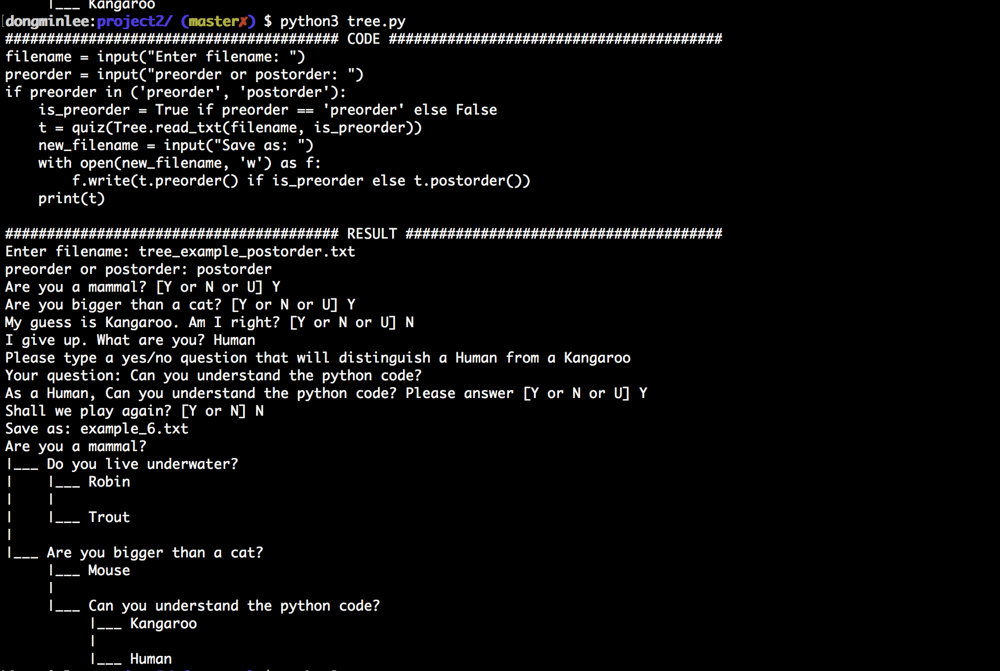 |___ Kangaroo
[dongminlee:project2/ (master✗) $ python3 tree.py
######################################## CODE ########################################
filename = input("Enter filename: ")
preorder = input("preorder or postorder: ")
if preorder in ('preorder', 'postorder'):
    is_preorder = True if preorder == 'preorder' else False
    t = quiz(Tree.read_txt(filename, is_preorder))
    new_filename = input("Save as: ")
    with open(new_filename, 'w') as f:
        f.write(t.preorder() if is_preorder else t.postorder())
    print(t)
######################################## RESULT ######################################
Enter filename: tree_example_postorder.txt
preorder or postorder: postorder
Are you a mammal? [Y or N or U] Y
Are you bigger than a cat? [Y or N or U] Y
My guess is Kangaroo. Am I right? [Y or N or U] N
I give up. What are you? Human
Please type a yes/no question that will distinguish a Human from a Kangaroo
Your question: Can you understand the python code?
As a Human, Can you understand the python code? Please answer [Y or N or U] Y
Shall we play again? [Y or N] N
Save as: example_6.txt
Are you a mammal?
|___ Do you live underwater?
|    |___ Robin
|    |
|    |___ Trout
|
|___ Are you bigger than a cat?
     |___ Mouse
     |
     |___ Can you understand the python code?
          |___ Kangaroo
          |
          |___ Human